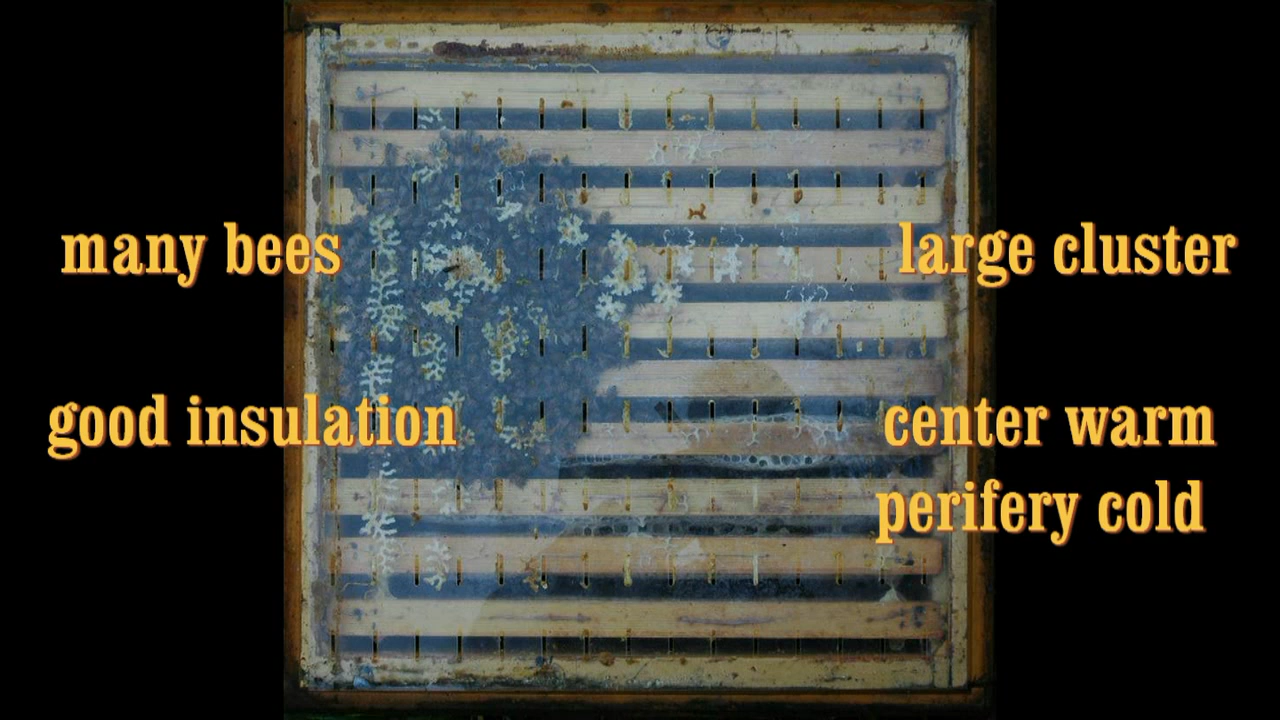 many bees
large cluster
good insulation
center warm
perifery cold